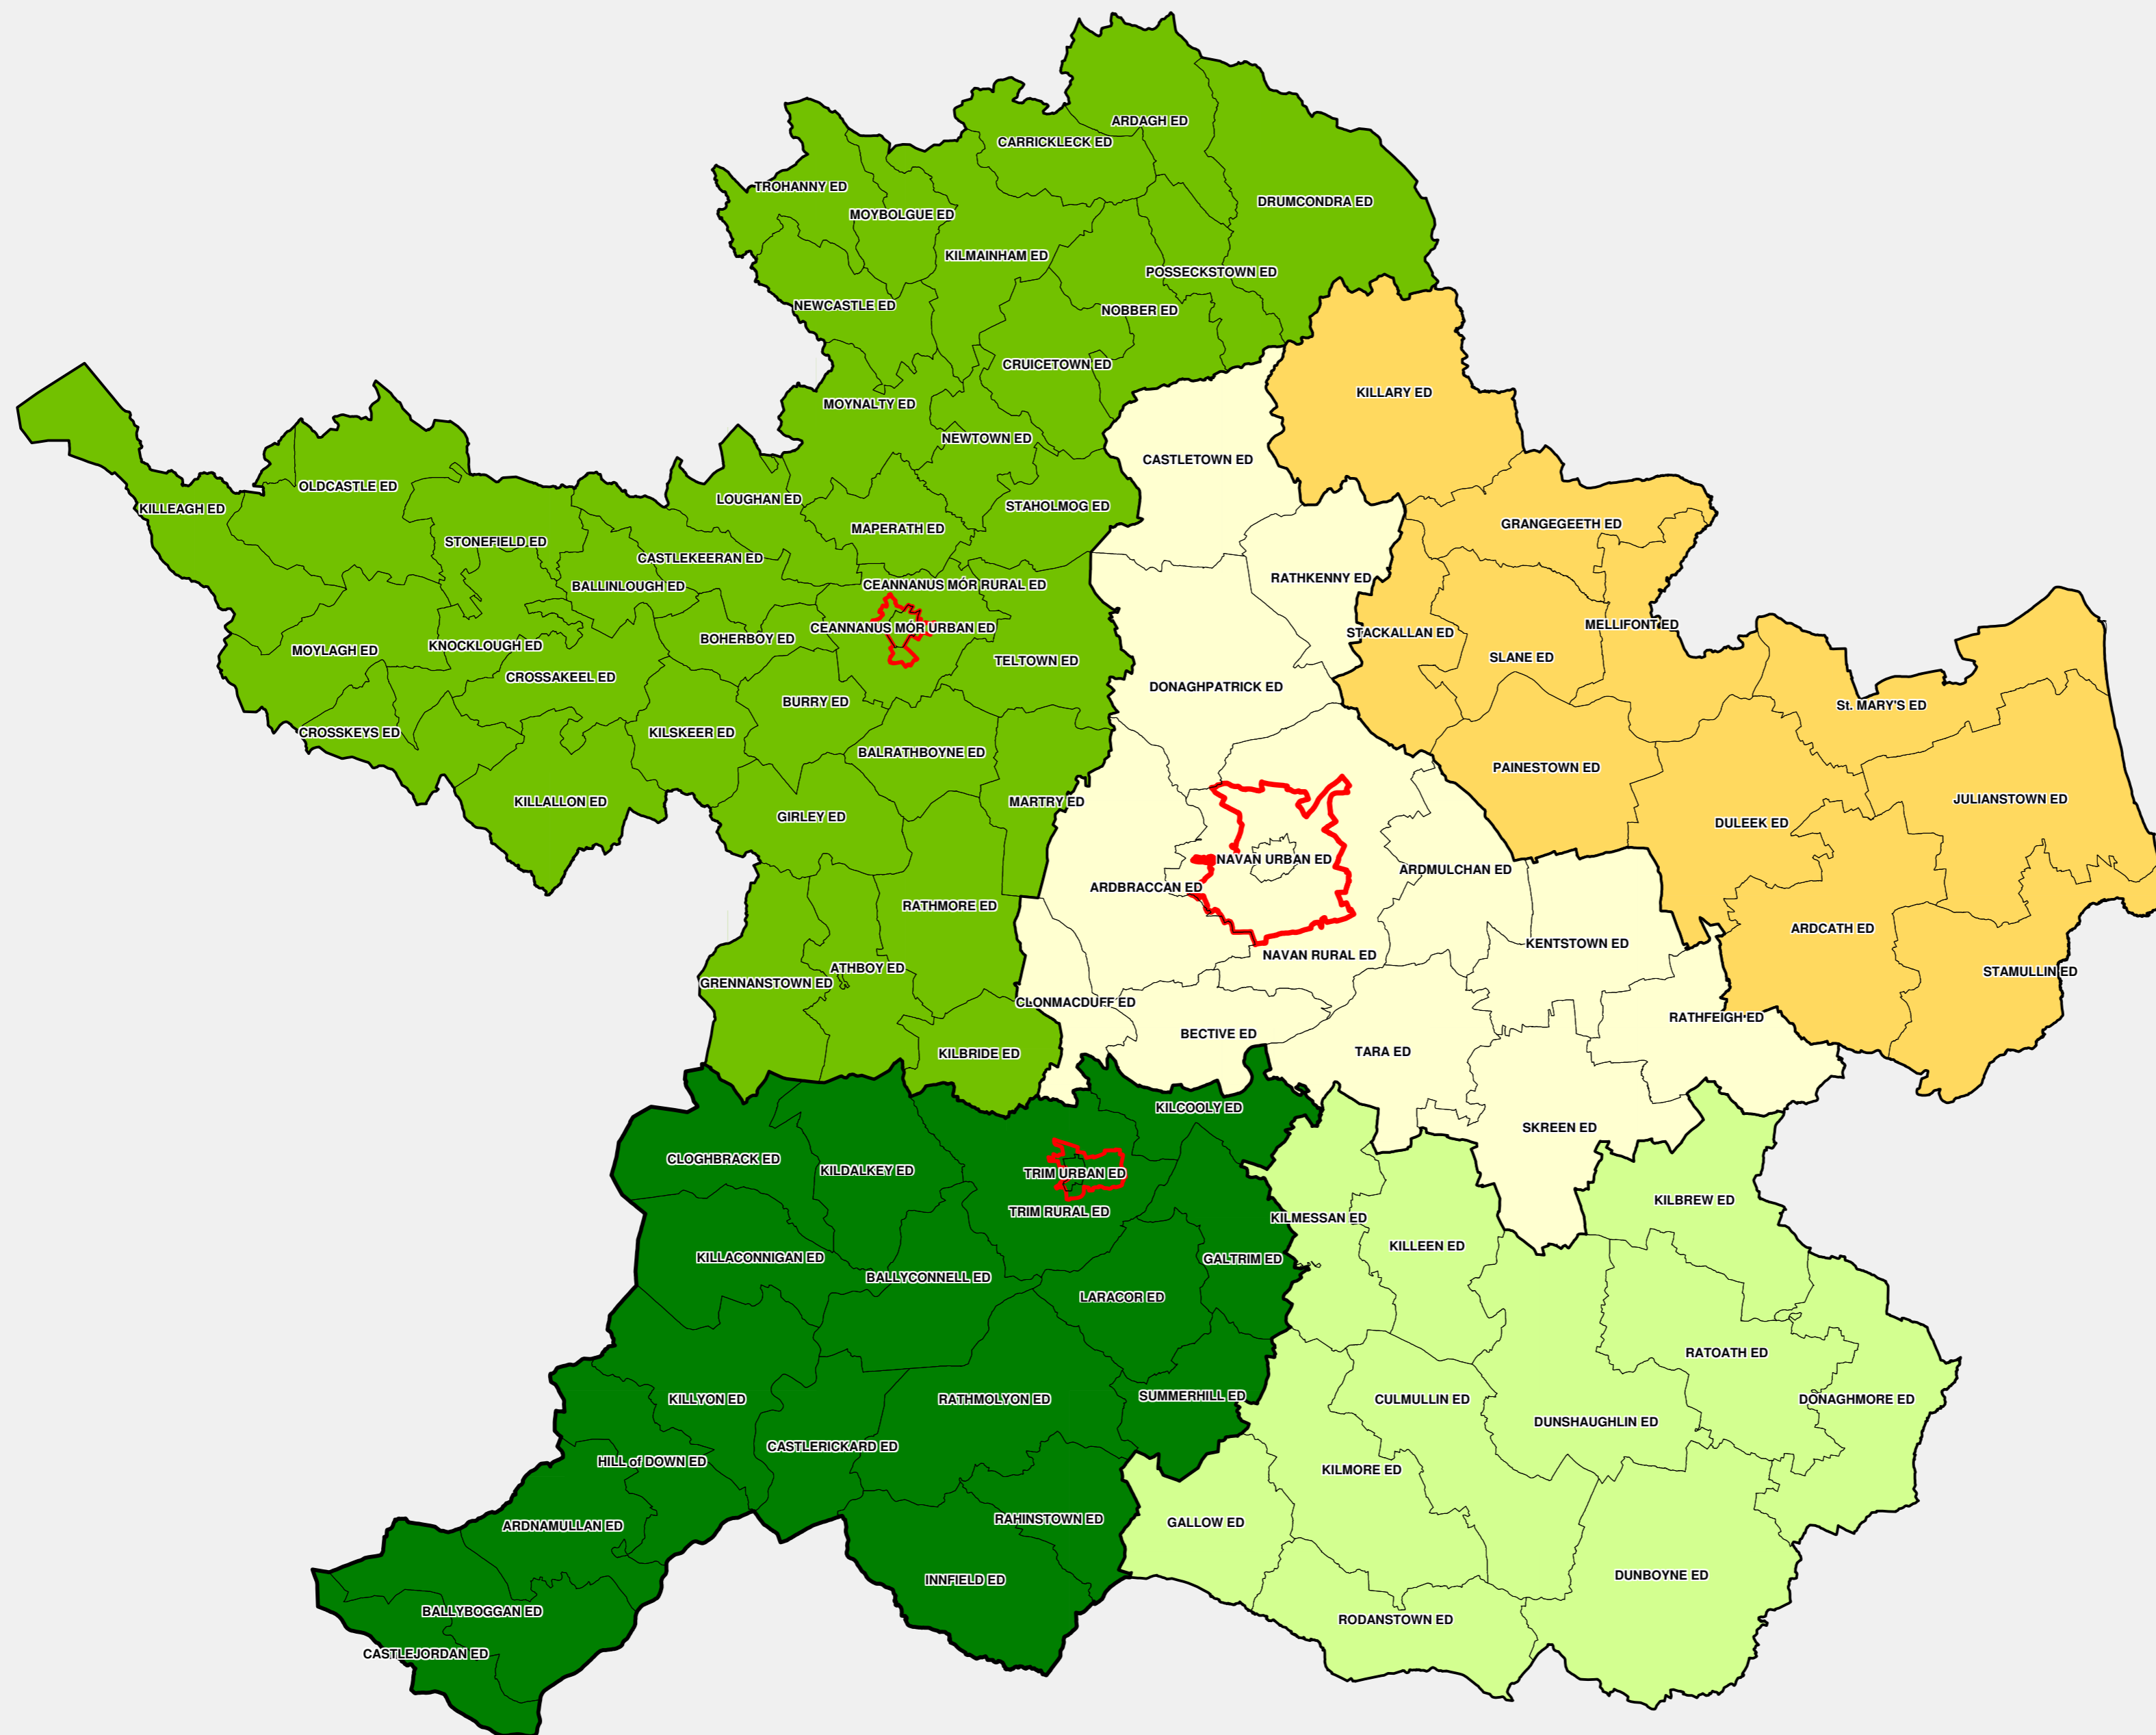 ARDAGH ED
CARRICKLECK ED
TROHANNY ED
DRUMCONDRA ED
MOYBOLGUE ED
KILMAINHAM ED
POSSECKSTOWN ED
NEWCASTLE ED
NOBBER ED
CRUICETOWN ED
KILLARY ED
MOYNALTY ED
NEWTOWN ED
CASTLETOWN ED
OLDCASTLE ED
LOUGHAN ED
STAHOLMOG ED
KILLEAGH ED
GRANGEGEETH ED
MAPERATH ED
STONEFIELD ED
CASTLEKEERAN ED
RATHKENNY ED
CEANNANUS MÓR RURAL ED
BALLINLOUGH ED
MELLIFONT ED
CEANNANUS MÓR URBAN ED
STACKALLAN ED
BOHERBOY ED
KNOCKLOUGH ED
MOYLAGH ED
SLANE ED
TELTOWN ED
CROSSAKEEL ED
DONAGHPATRICK ED
BURRY ED
St. MARY'S ED
CROSSKEYS ED
KILSKEER ED
BALRATHBOYNE ED
PAINESTOWN ED
JULIANSTOWN ED
KILLALLON ED
MARTRY ED
GIRLEY ED
DULEEK ED
NAVAN URBAN ED
ARDMULCHAN ED
ARDBRACCAN ED
RATHMORE ED
ARDCATH ED
KENTSTOWN ED
NAVAN RURAL ED
ATHBOY ED
STAMULLIN ED
GRENNANSTOWN ED
CLONMACDUFF ED
RATHFEIGH ED
BECTIVE ED
TARA ED
KILBRIDE ED
KILCOOLY ED
SKREEN ED
CLOGHBRACK ED
KILDALKEY ED
TRIM URBAN ED
KILBREW ED
TRIM RURAL ED
KILMESSAN ED
KILLEEN ED
KILLACONNIGAN ED
GALTRIM ED
BALLYCONNELL ED
LARACOR ED
RATOATH ED
SUMMERHILL ED
KILLYON ED
RATHMOLYON ED
CULMULLIN ED
DONAGHMORE ED
DUNSHAUGHLIN ED
CASTLERICKARD ED
HILL of DOWN ED
KILMORE ED
RAHINSTOWN ED
GALLOW ED
ARDNAMULLAN ED
DUNBOYNE ED
INNFIELD ED
BALLYBOGGAN ED
RODANSTOWN ED
CASTLEJORDAN ED